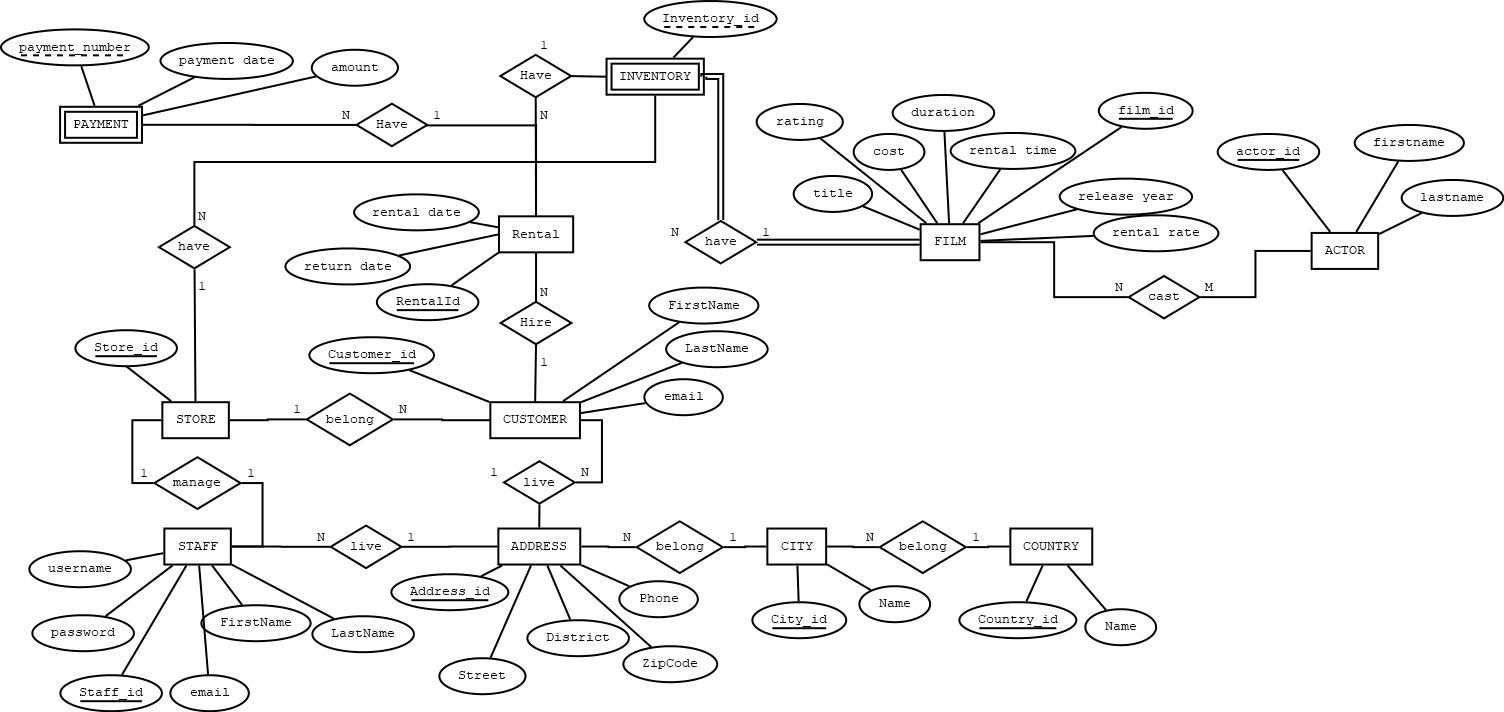 Inventory_id
payment_number
payment date
amount
1
Have
INVENTORY
PAYMENT
N
Have
1
N
rating
duration
film_id
cost
rental time
title
release year
rental rate
actor_id
firstname
lastname
rental date
Rental
return date
RentalId
N
have
1
N
have
1
FILM
ACTOR
N
cast
M
N
Hire
1
FirstName
LastName
email
Store_id
Customer_id
STORE
1
belong
N
CUSTOMER
1
manage
1
1
live
N
STAFF
N
live
1
ADDRESS
N
belong
1
CITY
N
belong
1
COUNTRY
username
password
FirstName
LastName
Staff_id
email
Address_id
Phone
District
Street
ZipCode
City_id
Name
Country_id
Name